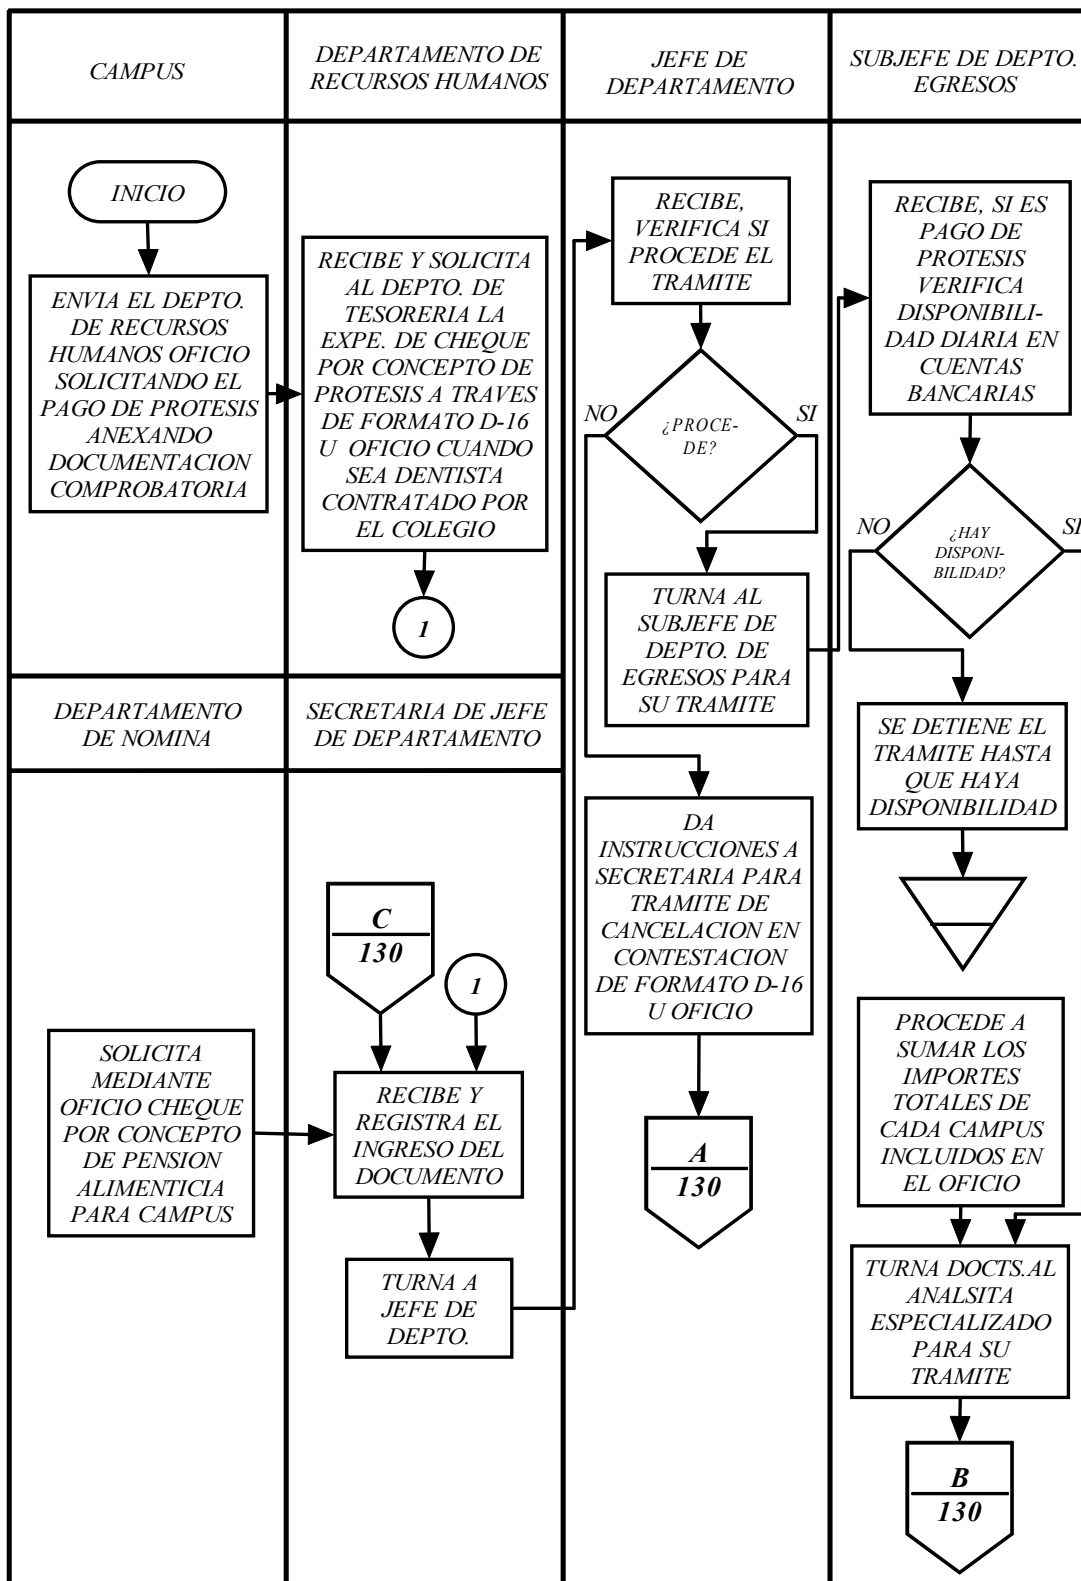 CAMPUS
DEPARTAMENTO DE
RECURSOS HUMANOS
JEFE DE
DEPARTAMENTO
SUBJEFE DE DEPTO.
EGRESOS
INICIO
ENVIA EL DEPTO.
DE RECURSOS
HUMANOS OFICIO
SOLICITANDO EL
PAGO DE PROTESIS
ANEXANDO
DOCUMENTACION
COMPROBATORIA
RECIBE Y SOLICITA
AL DEPTO. DE
TESORERIA LA
EXPE. DE CHEQUE
POR CONCEPTO DE
PROTESIS A TRAVES
DE FORMATO D-16
U OFICIO CUANDO
SEA DENTISTA
CONTRATADO POR
EL COLEGIO
1
DEPARTAMENTO
DE NOMINA
SECRETARIA DE JEFE
DE DEPARTAMENTO
SOLICITA
MEDIANTE
OFICIO CHEQUE
POR CONCEPTO
DE PENSION
ALIMENTICIA
PARA CAMPUS
C
130
1
RECIBE Y
REGISTRA EL
INGRESO DEL
DOCUMENTO
TURNA A
JEFE DE
DEPTO.
RECIBE,
VERIFICA SI
PROCEDE EL
TRAMITE
NO
¿PROCE-
DE?
SI
TURNA AL
SUBJEFE DE
DEPTO. DE
EGRESOS PARA
SU TRAMITE
DA
INSTRUCCIONES A
SECRETARIA PARA
TRAMITE DE
CANCELACION EN
CONTESTACION
DE FORMATO D-16
U OFICIO
A
130
RECIBE, SI ES
PAGO DE
PROTESIS
VERIFICA
DISPONIBILI-
DAD DIARIA EN
CUENTAS
BANCARIAS
NO
¿HAY
DISPONI-
BILIDAD?
SI
SE DETIENE EL
TRAMITE HASTA
QUE HAYA
DISPONIBILIDAD
PROCEDE A
SUMAR LOS
IMPORTES
TOTALES DE
CADA CAMPUS
INCLUIDOS EN
EL OFICIO
TURNA DOCTS.AL
ANALSITA
ESPECIALIZADO
PARA SU
TRAMITE
B
130